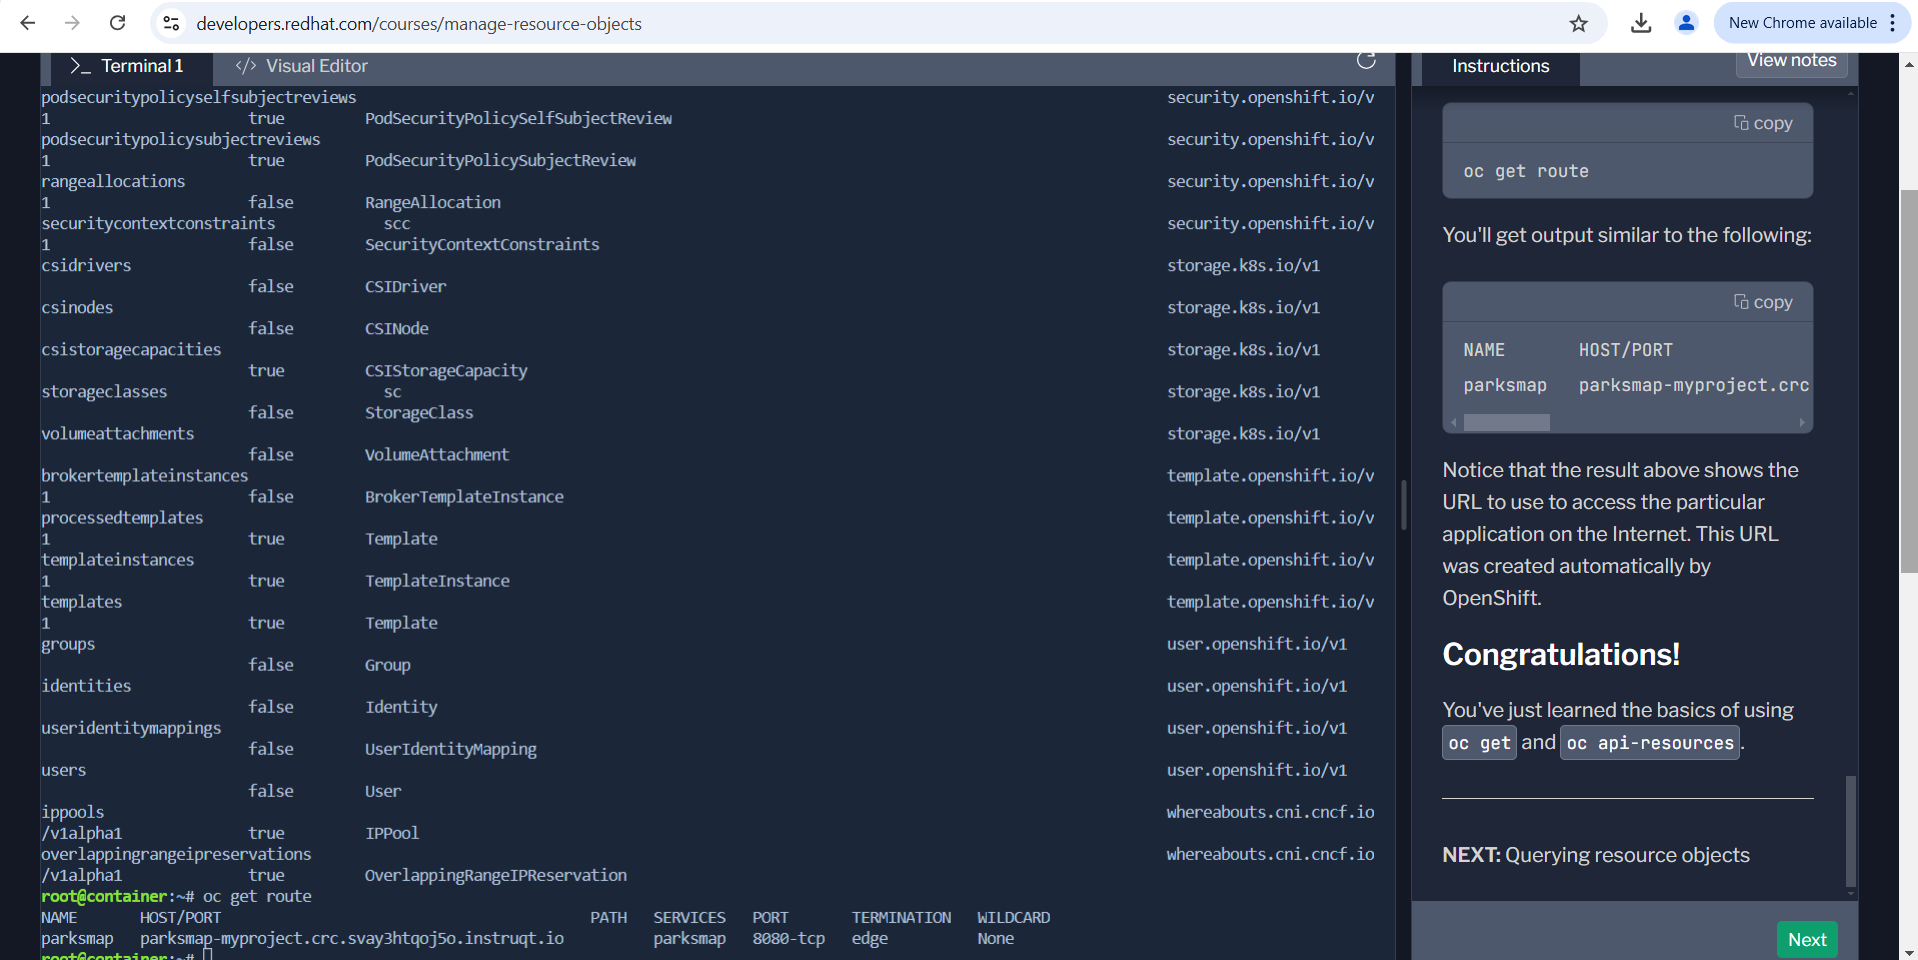 developers.redhat.com/courses/manage-resource-objects
New Chrome available
>_ Terminal 1
</> Visual Editor
podsecuritypolicyselfsubjectreviews security.openshift.io/v
1 true PodSecurityPolicySelfSubjectReview
podsecuritypolicysubjectreviews security.openshift.io/v
1 true PodSecurityPolicySubjectReview
rangeallocations security.openshift.io/v
1 false RangeAllocation
securitycontextconstraints scc security.openshift.io/v
1 false SecurityContextConstraints
csidrivers storage.k8s.io/v1
false CSIDriver
csinodes storage.k8s.io/v1
false CSINode
csistoragecapacities storage.k8s.io/v1
true CSIStorageCapacity
storageclasses sc storage.k8s.io/v1
false StorageClass
volumeattachments storage.k8s.io/v1
false VolumeAttachment
brokertemplateinstances template.openshift.io/v
1 false BrokerTemplateInstance
processedtemplates template.openshift.io/v
1 true Template
templateinstances template.openshift.io/v
1 true TemplateInstance
templates template.openshift.io/v
1 true Template
groups user.openshift.io/v1
false Group
identities user.openshift.io/v1
false Identity
useridentitymappings user.openshift.io/v1
false UserIdentityMapping
users user.openshift.io/v1
false User
ippools whereabouts.cni.cncf.io
/v1alpha1 true IPPool
overlappingrangeipreservations whereabouts.cni.cncf.io
/v1alpha1 true OverlappingRangeIPReservation
root@container:~# oc get route
NAME HOST/PORT PATH SERVICES PORT TERMINATION WILDCARD
parksmap parksmap-myproject.crc.svay3htqoj5o.instruqt.io parksmap 8080-tcp edge None
root@container:~#
Instructions
View notes
copy
oc get route
You'll get output similar to the following:
copy
NAME HOST/PORT
parksmap parksmap-myproject.crc
Notice that the result above shows the
URL to use to access the particular
application on the Internet. This URL
was created automatically by
OpenShift.
Congratulations!
You've just learned the basics of using
oc get and oc api-resources.
NEXT: Querying resource objects
Next